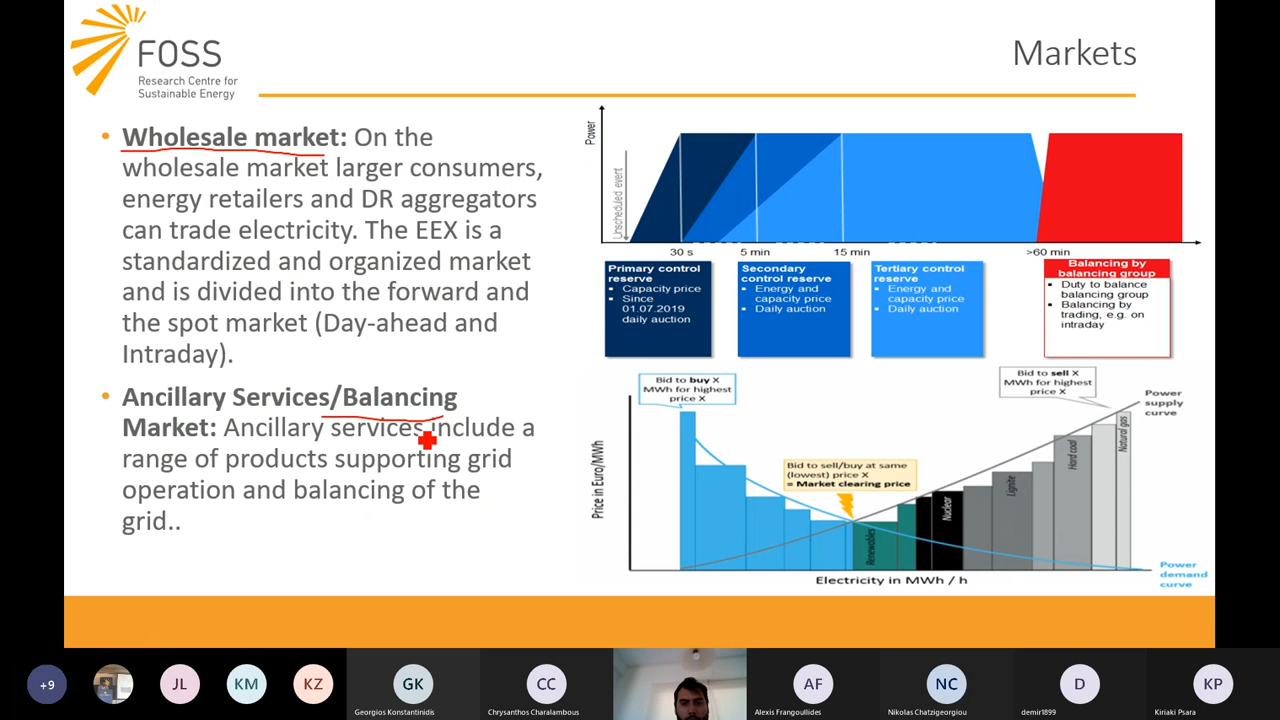 FOSS
Research Centre for
Sustainable Energy
Markets
• Wholesale market: On the
wholesale market larger consumers,
energy retailers and DR aggregators
can trade electricity. The EEX is a
standardized and organized market
and is divided into the forward and
the spot market (Day-ahead and
Intraday).
• Ancillary Services/Balancing
Market: Ancillary services include a
range of products supporting grid
operation and balancing of the
grid..
Power
Unscheduled event
30 s
5 min
15 min
>60 min
Primary control
reserve
▪ Capacity price
▪ Since
01.07.2019
daily auction
Secondary
control reserve
▪ Energy and
capacity price
▪ Daily auction
Tertiary control
reserve
▪ Energy and
capacity price
▪ Daily auction
Balancing by
balancing group
▪ Duty to balance
balancing group
▪ Balancing by
trading, e.g. on
intraday
Bid to buy X
MWh for highest
price X
Bid to sell X
MWh for highest
price X
Power
supply
curve
Bid to sell/buy at same
(lowest) price X
= Market clearing price
Price in Euro/MWh
Renewables
Nuclear
Lignite
Hard coal
Natural gas
Electricity in MWh / h
Power
demand
curve
+9
JL
KM
KZ
GK
Georgios Konstantinidis
CC
Chrysanthos Charalambous
AF
Alexis Frangoullides
NC
Nikolas Chatzigeorgiou
D
demir1899
KP
Kiriaki Psara